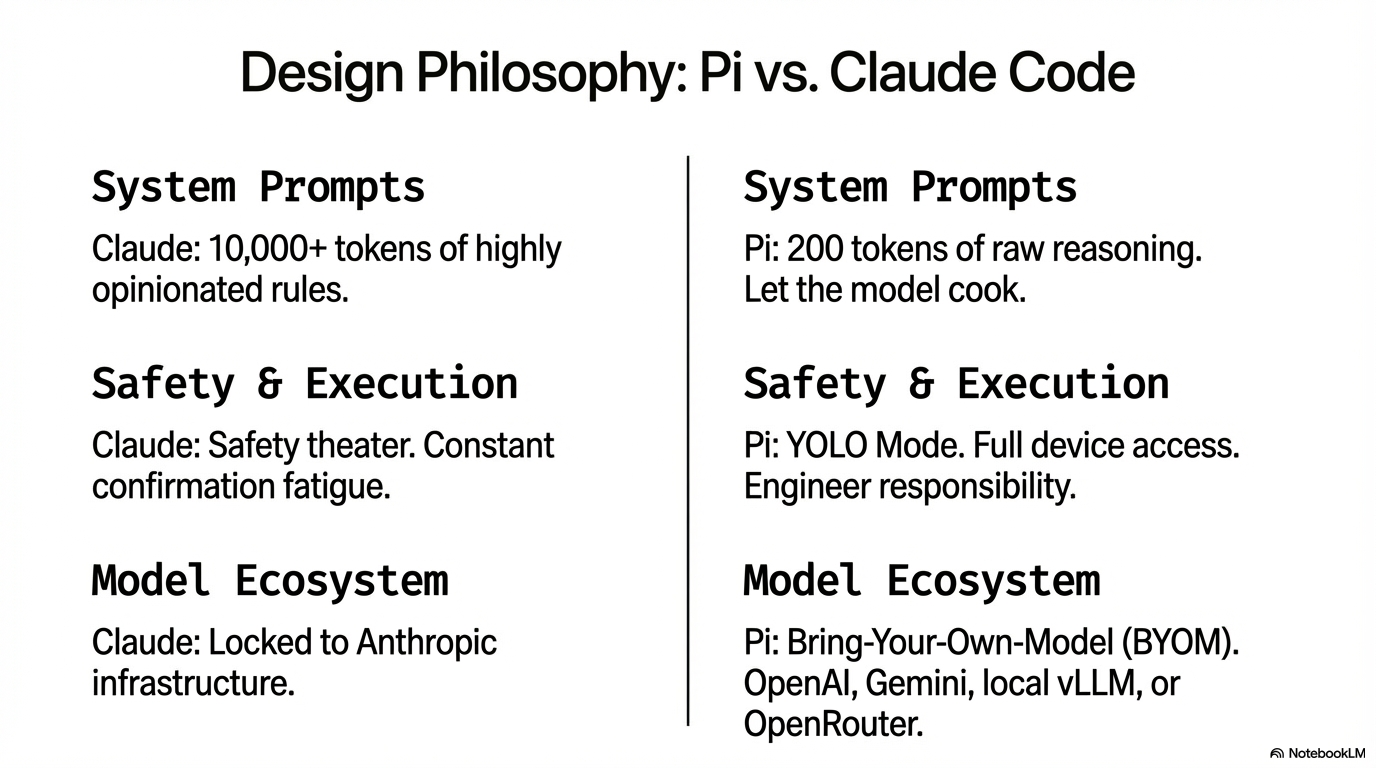 Design Philosophy: Pi vs. Claude Code
System Prompts
Claude: 10,000+ tokens of highly
opinionated rules.
Safety & Execution
Claude: Safety theater. Constant
confirmation fatigue.
Model Ecosystem
Claude: Locked to Anthropic
infrastructure.
System Prompts
Pi: 200 tokens of raw reasoning.
Let the model cook.
Safety & Execution
Pi: YOLO Mode. Full device access.
Engineer responsibility.
Model Ecosystem
Pi: Bring-Your-Own-Model (BYOM).
OpenAI, Gemini, local vLLM, or
OpenRouter.
NotebookLM